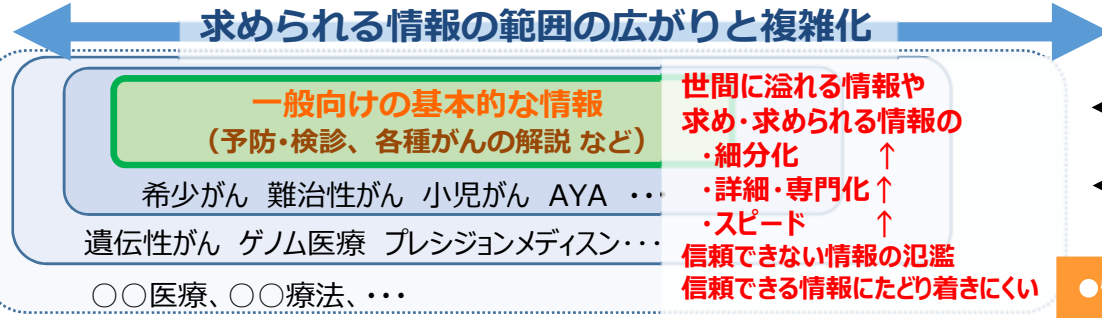 求められる情報の範囲の広がりと複雑化
一般向けの基本的な情報
（予防・検診、各種がんの解説 など）
希少がん 難治性がん 小児がん AYA ・・・
遺伝性がん ゲノム医療 プレシジョンメディスン・・・
○○医療、○○療法、・・・
世間に溢れる情報や
求め・求められる情報の
・細分化 ↑
・詳細・専門化↑
・スピード ↑
信頼できない情報の氾濫
信頼できる情報にたどり着きにくい